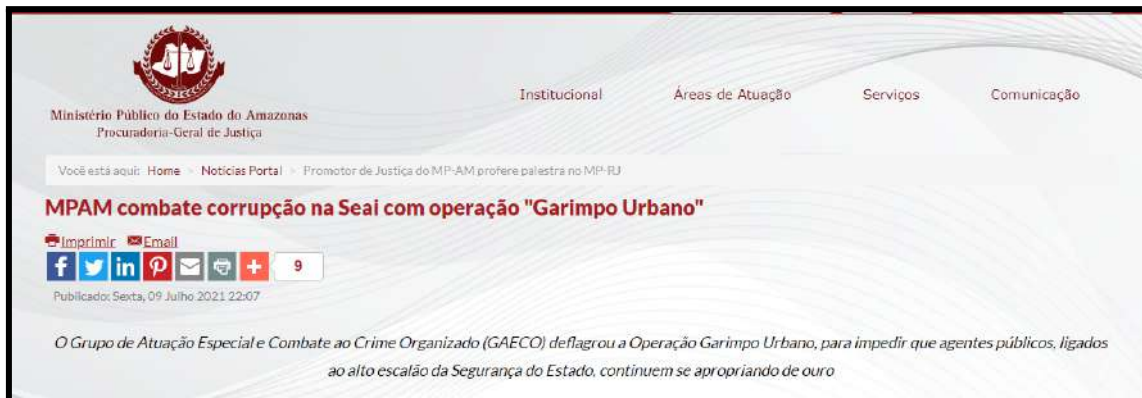 Ministério Público do Estado do Amazonas
Procuradoria-Geral de Justiça
Institucional Áreas de Atuação Serviços Comunicação
Você está aqui: Home > Notícias Portal > Promotor de Justiça do MP-AM profere palestra no MP-RJ
MPAM combate corrupção na Seai com operação "Garimpo Urbano"
Imprimir Email
9
Publicado: Sexta, 09 Julho 2021 22:07
O Grupo de Atuação Especial e Combate ao Crime Organizado (GAECO) deflagrou a Operação Garimpo Urbano, para impedir que agentes públicos, ligados
ao alto escalão da Segurança do Estado, continuem se apropriando de ouro